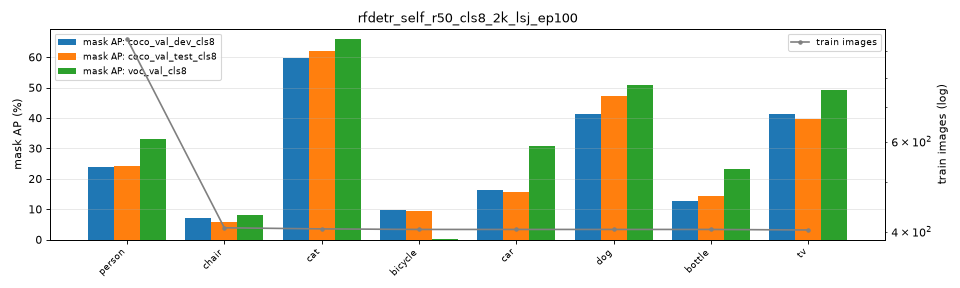 rfdetr_self_r50_cls8_2k_lsj_ep100
mask AP: coco_val_dev_cls8
mask AP: coco_val_test_cls8
mask AP: voc_val_cls8
train images
mask AP (%)
60
50
40
30
20
10
0
train images (log)
6 × 10²
4 × 10²
person
chair
cat
bicycle
car
dog
bottle
tv